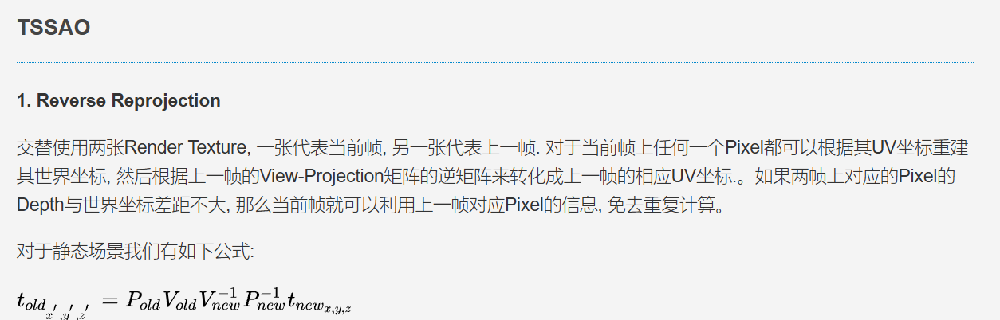 TSSAO
1. Reverse Reprojection
交替使用两张Render Texture, 一张代表当前帧, 另一张代表上一帧. 对于当前帧上任何一个Pixel都可以根据其UV坐标重建
其世界坐标, 然后根据上一帧的View-Projection矩阵的逆矩阵来转化成上一帧的相应UV坐标.。如果两帧上对应的Pixel的
Depth与世界坐标差距不大, 那么当前帧就可以利用上一帧对应Pixel的信息, 免去重复计算。
对于静态场景我们有如下公式:
t_{old_{x',y',z'}} = P_{old}V_{old}V_{new}^{-1}P_{new}^{-1}t_{new_{x,y,z}}